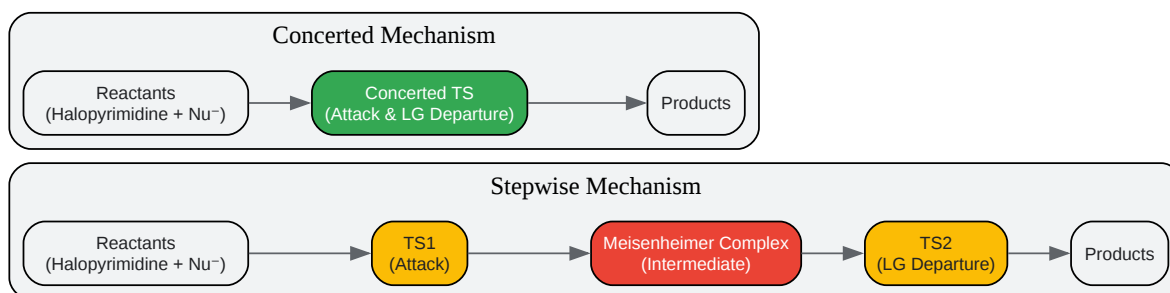 Concerted Mechanism
Reactants
(Halopyrimidine + Nu⁻)
Concerted TS
(Attack & LG Departure)
Products
Stepwise Mechanism
Reactants
(Halopyrimidine + Nu⁻)
TS1
(Attack)
Meisenheimer Complex
(Intermediate)
TS2
(LG Departure)
Products